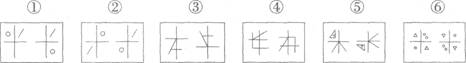 ① ② ③ ④ ⑤ ⑥